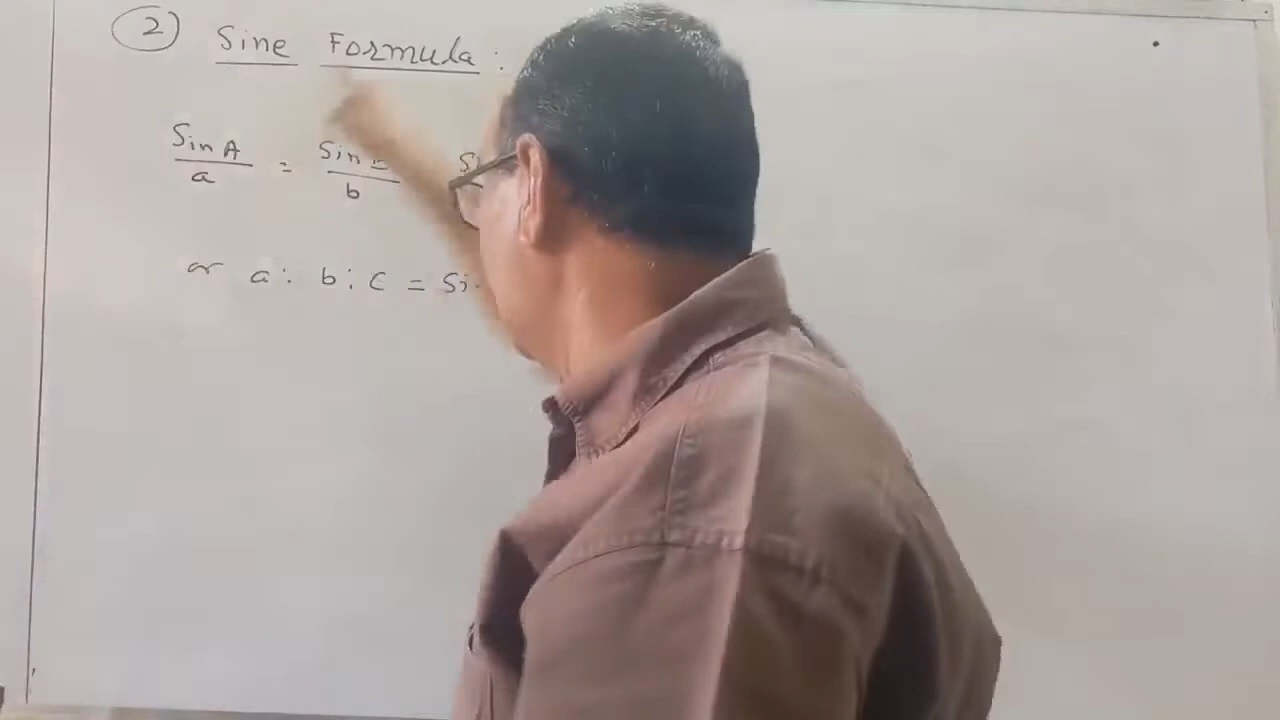 2 Sine Formula :
Sin A / a = Sin / b
or a : b : c = Si